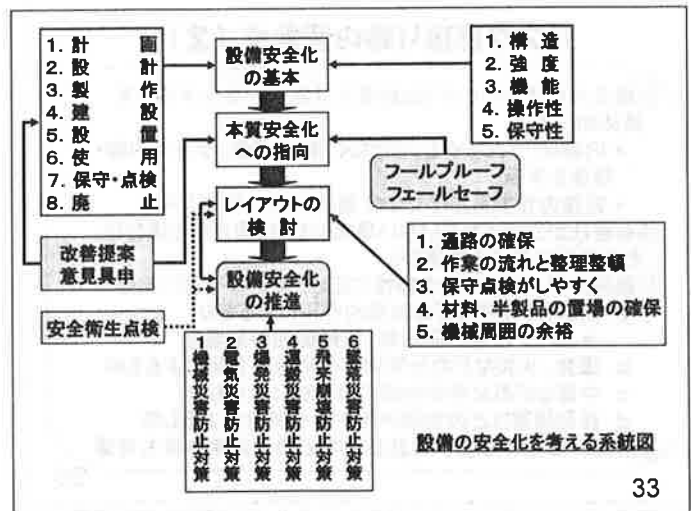 1. 計画
2. 設計
3. 製作
4. 建設
5. 設置
6. 使用
7. 保守・点検
8. 廃止
設備安全化
の基本
1. 構造
2. 強度
3. 機能
4. 操作性
5. 保守性
本質安全化
への指向
フールプルーフ
フェールセーフ
レイアウトの
検討
1. 通路の確保
2. 作業の流れと整理整頓
3. 保守点検がしやすく
4. 材料、半製品の置場の確保
5. 機械周囲の余裕
改善提案
意見具申
設備安全化
の推進
安全衛生点検
1機械災害防止対策
2電気災害防止対策
3爆発災害防止対策
4運搬災害防止対策
5飛来崩壊防止対策
6墜落災害防止対策
設備の安全化を考える系統図
33